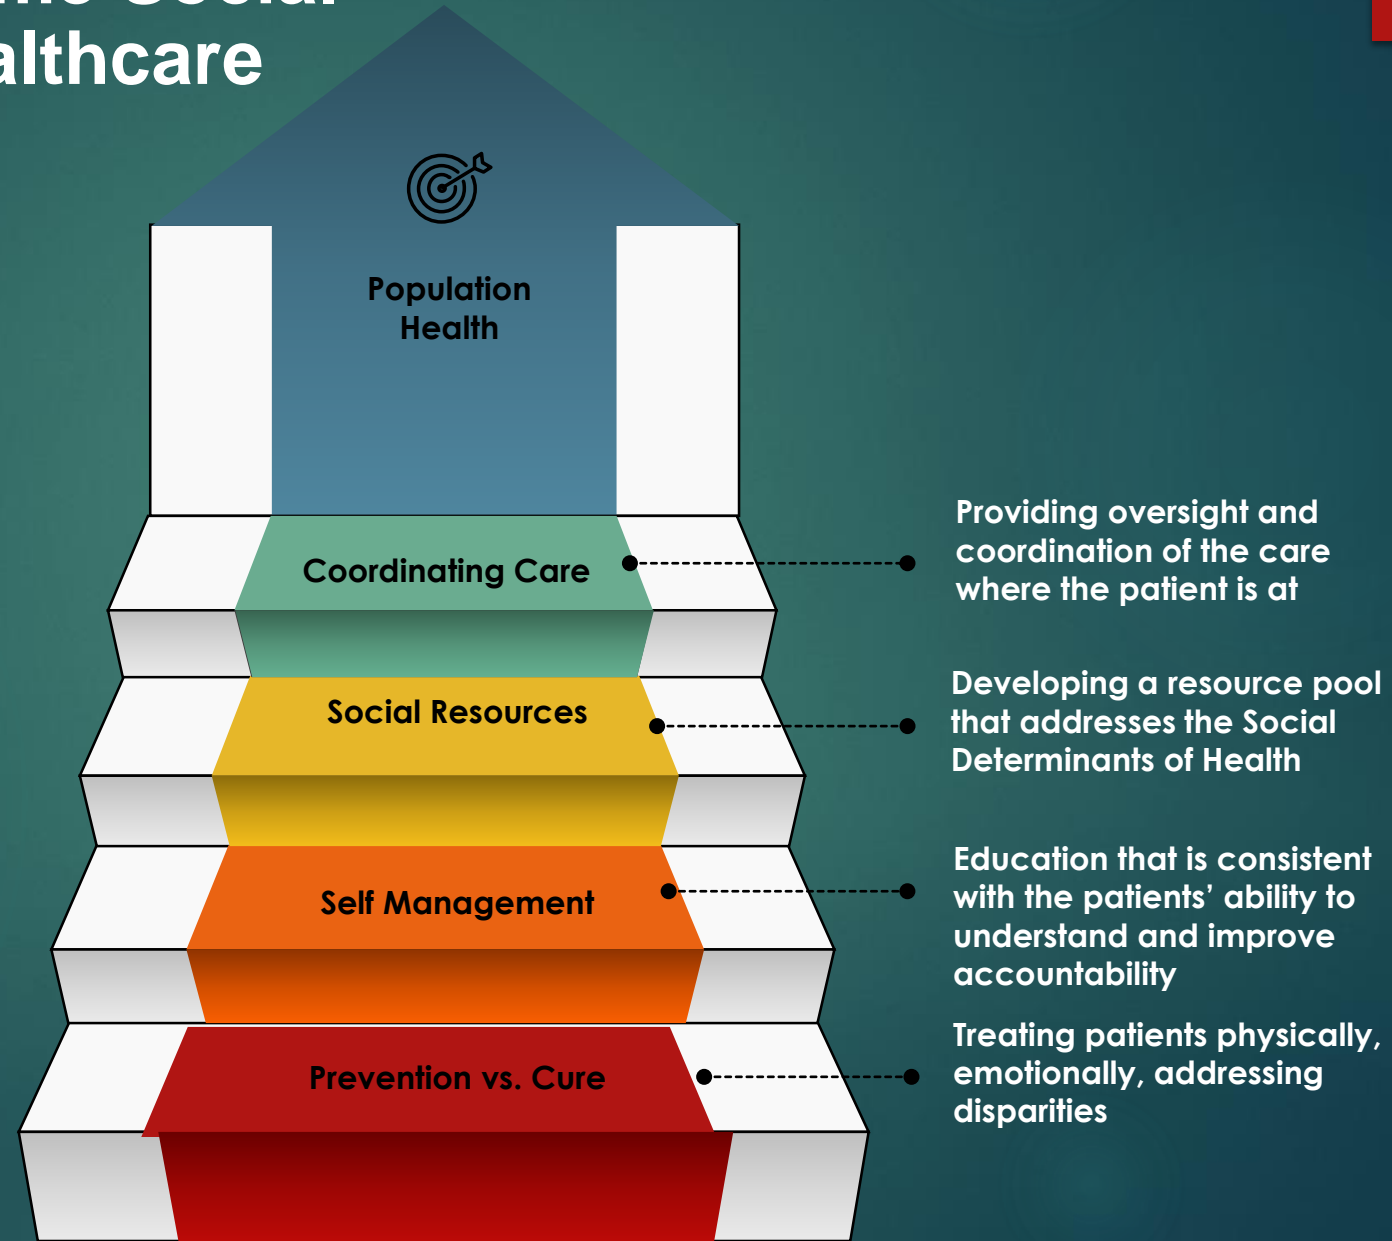 Social
healthcare
Population
Health
Coordinating Care
Providing oversight and
coordination of the care
where the patient is at
Social Resources
Developing a resource pool
that addresses the Social
Determinants of Health
Self Management
Education that is consistent
with the patients’ ability to
understand and improve
accountability
Prevention vs. Cure
Treating patients physically,
emotionally, addressing
disparities